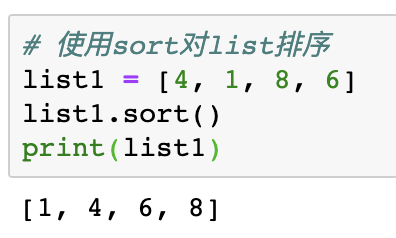 # 使用sort对list排序
list1 = [4, 1, 8, 6]
list1.sort()
print(list1)
[1, 4, 6, 8]